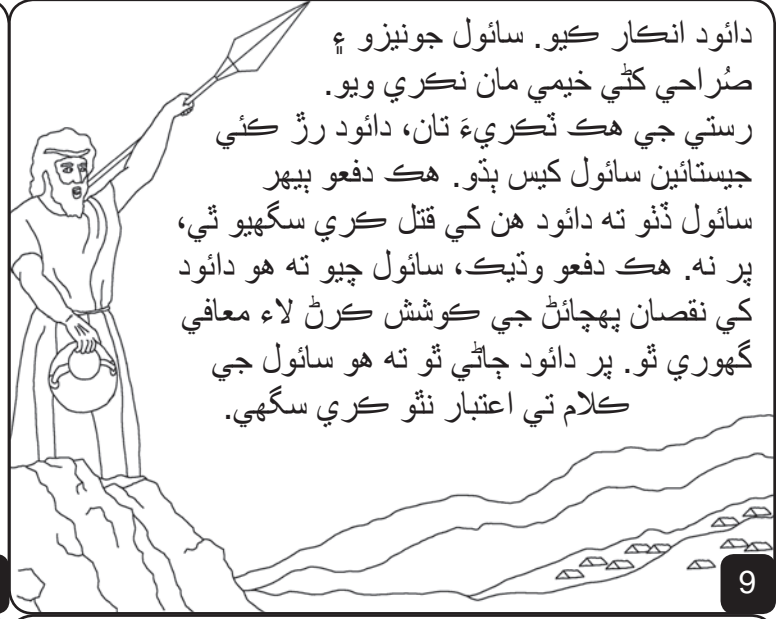 دائود انڪار ڪيو. سائول جونيزو ۽
صُراحي کڻي خيمي مان نڪري ويو.
رستي جي هڪ ٽڪريءَ تان، دائود رڙ ڪئي
جيستائين سائول کيس ٻڌو. هڪ دفعو ٻيهر
سائول ڏٺو ته دائود هن کي قتل ڪري سگهيو ٿي،
پر نه. هڪ دفعو وڌيڪ، سائول چيو ته هو دائود
کي نقصان پهچائڻ جي ڪوشش ڪرڻ لاء معافي
گهوري ٿو. پر دائود ڄاڻي ٿو ته هو سائول جي
ڪلام تي اعتبار نٿو ڪري سگهي.
9